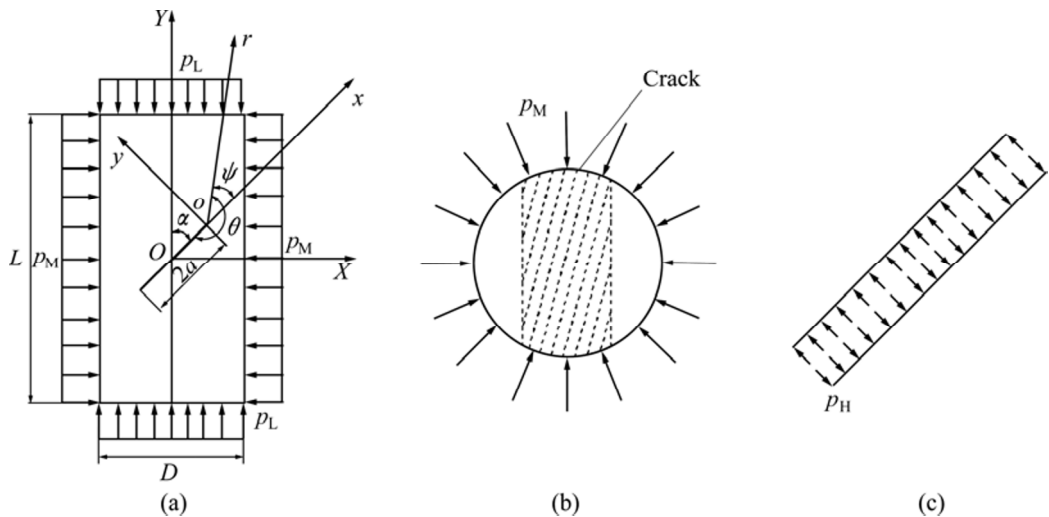 Y
r
p_L
x
y
ψ
o
α
θ
O
L
p_M
p_M
X
2a
p_L
D
(a)
Crack
p_M
(b)
p_H
(c)